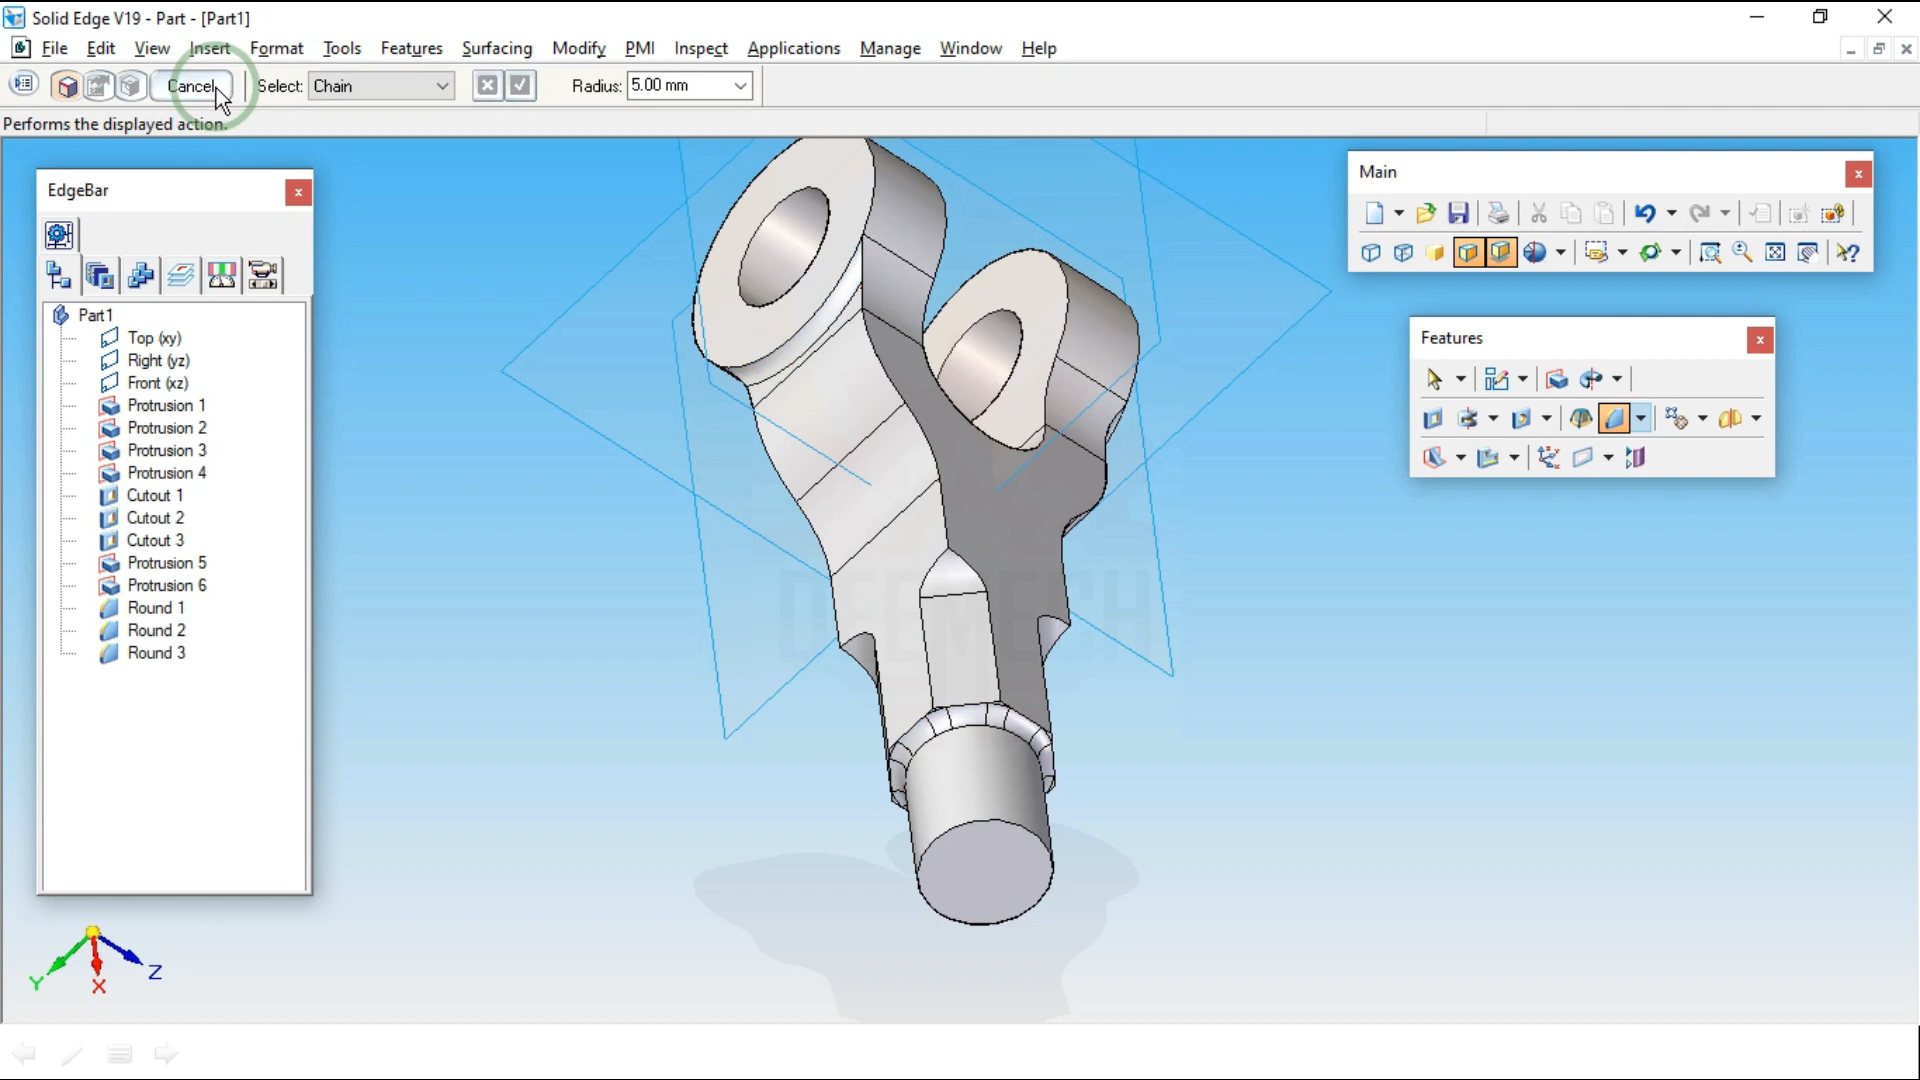 Solid Edge V19 - Part - [Part1]
File Edit View Insert Format Tools Features Surfacing Modify PMI Inspect Applications Manage Window Help
Cancel Select: Chain Radius: 5.00 mm
Performs the displayed action.
EdgeBar
Main
Features
Part1
Top (xy)
Right (yz)
Front (xz)
Protrusion 1
Protrusion 2
Protrusion 3
Protrusion 4
Cutout 1
Cutout 2
Cutout 3
Protrusion 5
Protrusion 6
Round 1
Round 2
Round 3
DEEMECH
Y X Z